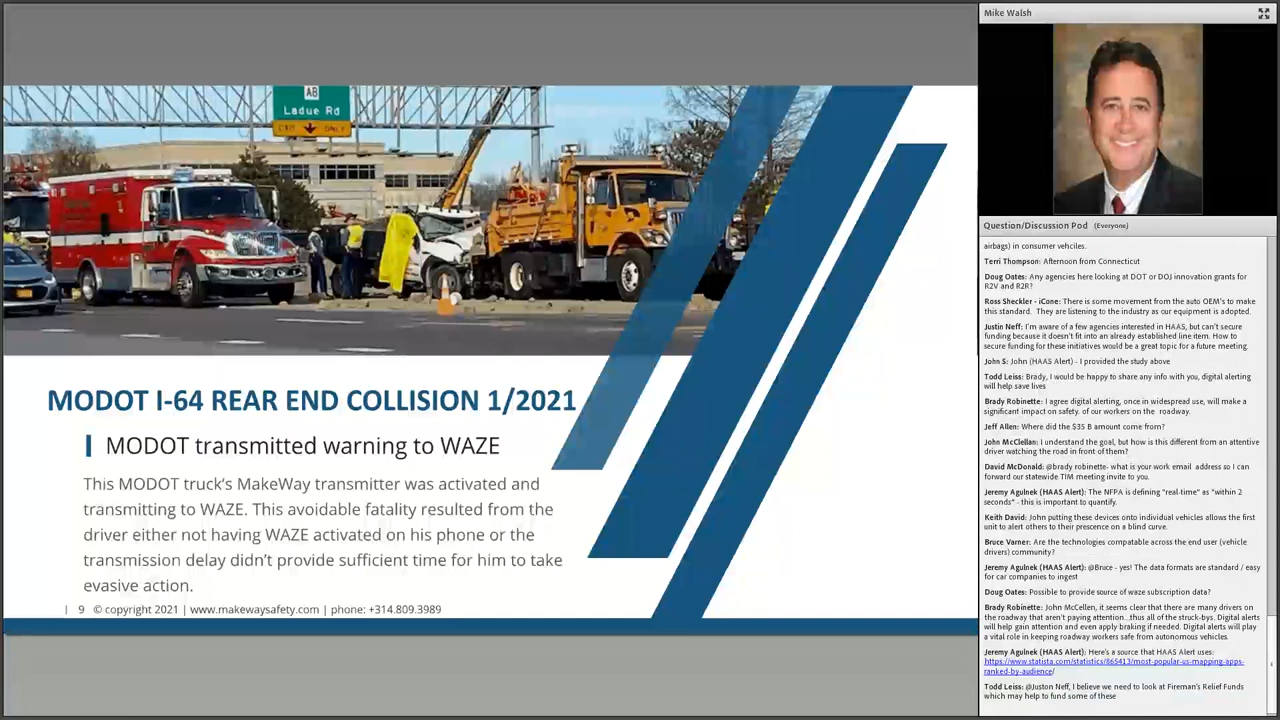 Mike Walsh
A8
Ladue Rd
EXIT ONLY
MODOT I-64 REAR END COLLISION 1/2021
MODOT transmitted warning to WAZE
This MODOT truck's MakeWay transmitter was activated and
transmitting to WAZE. This avoidable fatality resulted from the
driver either not having WAZE activated on his phone or the
transmission delay didn't provide sufficient time for him to take
evasive action.
| 9 © copyright 2021 | www.makewaysafety.com | phone: +314.809.3989
Question/Discussion Pod (Everyone)
airbags) in consumer vehciles.
Terri Thompson: Afternoon from Connecticut
Doug Oates: Any agencies here looking at DOT or DOJ innovation grants for
R2V and R2R?
Ross Sheckler - iCone: There is some movement from the auto OEM's to make
this standard. They are listening to the industry as our equipment is adopted.
Justin Neff: I'm aware of a few agencies interested in HAAS, but can't secure
funding because it doesn't fit into an already established line item. How to
secure funding for these initiatives would be a great topic for a future meeting.
John S: John (HAAS Alert) - I provided the study above
Todd Leiss: Brady, I would be happy to share any info with you, digital alerting
will help save lives
Brady Robinette: I agree digital alerting, once in widespread use, will make a
significant impact on safety. of our workers on the roadway.
Jeff Allen: Where did the $35 B amount come from?
John McClellan: I understand the goal, but how is this different from an attentive
driver watching the road in front of them?
David McDonald: @brady robinette- what is your work email address so I can
forward our statewide TIM meeting invite to you.
Jeremy Agulnek (HAAS Alert): The NFPA is defining "real-time" as "within 2
seconds" - this is important to quantify.
Keith David: John putting these devices onto individual vehicles allows the first
unit to alert others to their prescence on a blind curve.
Bruce Varner: Are the technologies compatable across the end user (vehicle
drivers) community?
Jeremy Agulnek (HAAS Alert): @Bruce - yes! The data formats are standard / easy
for car companies to ingest
Doug Oates: Possible to provide source of waze subscription data?
Brady Robinette: John McCellen, it seems clear that there are many drivers on
the roadway that aren't paying attention...thus all of the struck-bys. Digital alerts
will help gain attention and even apply braking if needed. Digital alerts will play
a vital role in keeping roadway workers safe from autonomous vehicles.
Jeremy Agulnek (HAAS Alert): Here's a source that HAAS Alert uses:
https://www.statista.com/statistics/865413/most-popular-us-mapping-apps-
ranked-by-audience/
Todd Leiss: @Juston Neff, I believe we need to look at Fireman's Relief Funds
which may help to fund some of these